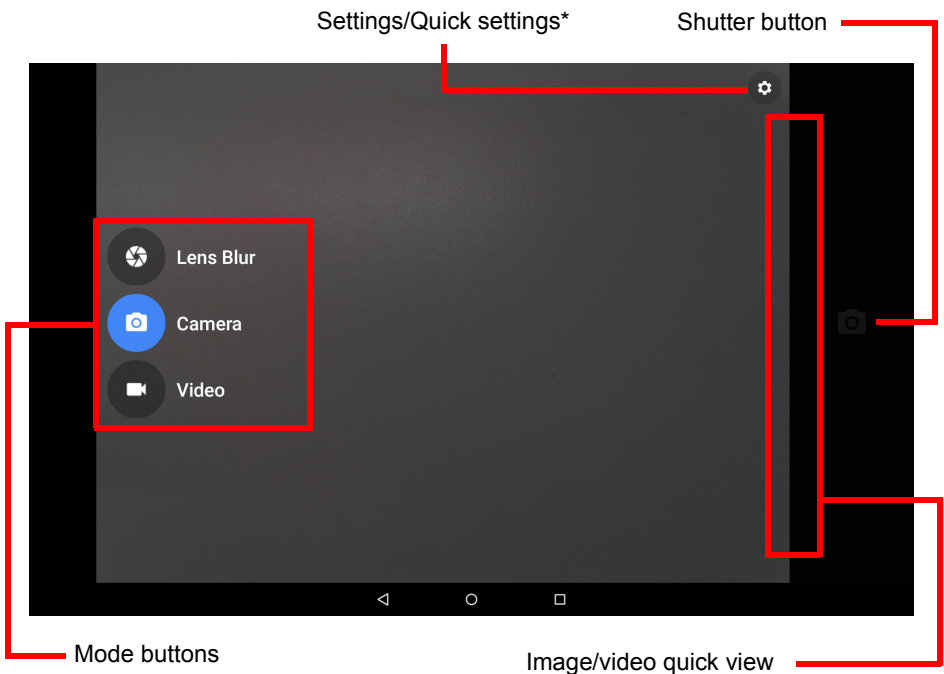 Settings/Quick settings*
Shutter button
Lens Blur
Camera
Video
Mode buttons
Image/video quick view